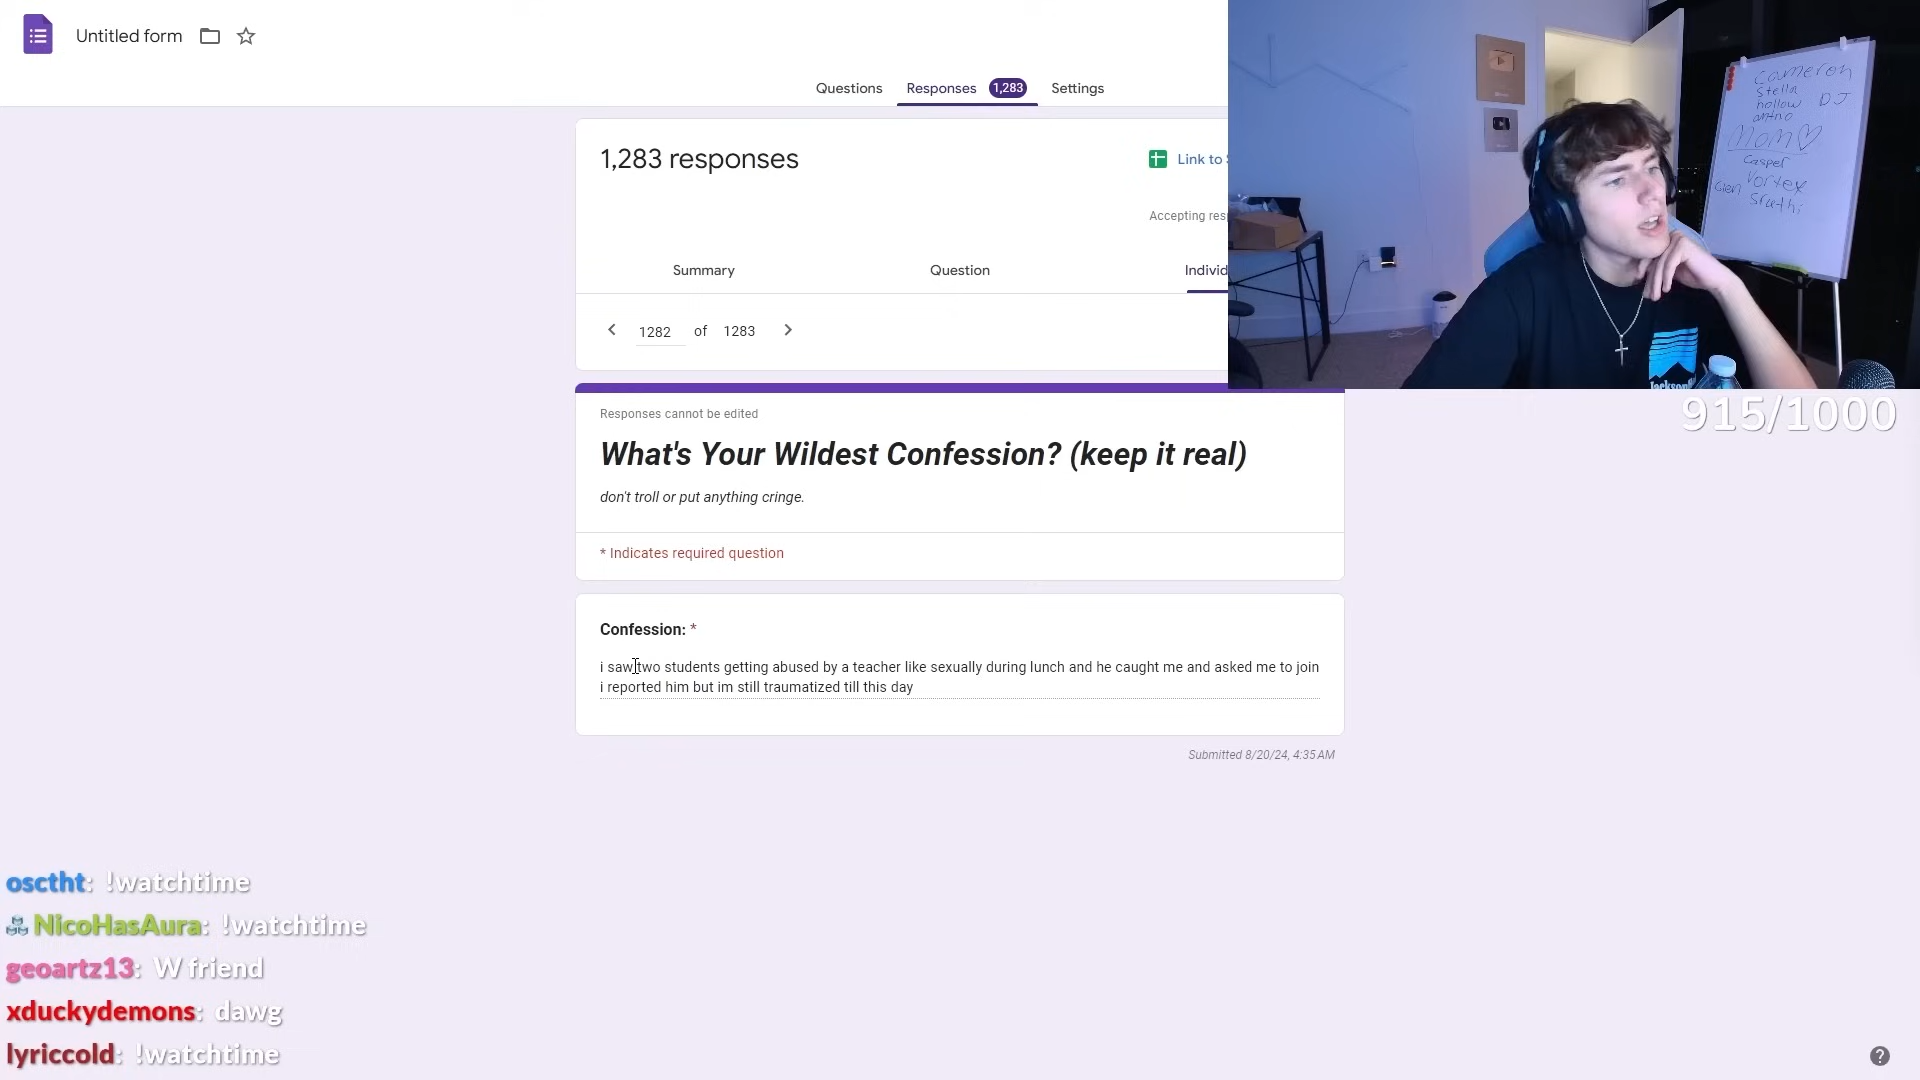 Untitled form
Questions
Responses 1,283
Settings
1,283 responses
Link to
Accepting res
Summary
Question
Individ
1282 of 1283
Responses cannot be edited
What's Your Wildest Confession? (keep it real)
don't troll or put anything cringe.
* Indicates required question
Confession: *
i saw two students getting abused by a teacher like sexually during lunch and he caught me and asked me to join
i reported him but im still traumatized till this day
Submitted 8/20/24, 4:35 AM
Cameron
Stella
hollow DJ
MOM♡
Casper
Vortex
Sruthi
915/1000
osctht: !watchtime
NicoHasAura: !watchtime
geoartz13: W friend
xduckydemons: dawg
lyriccold: !watchtime